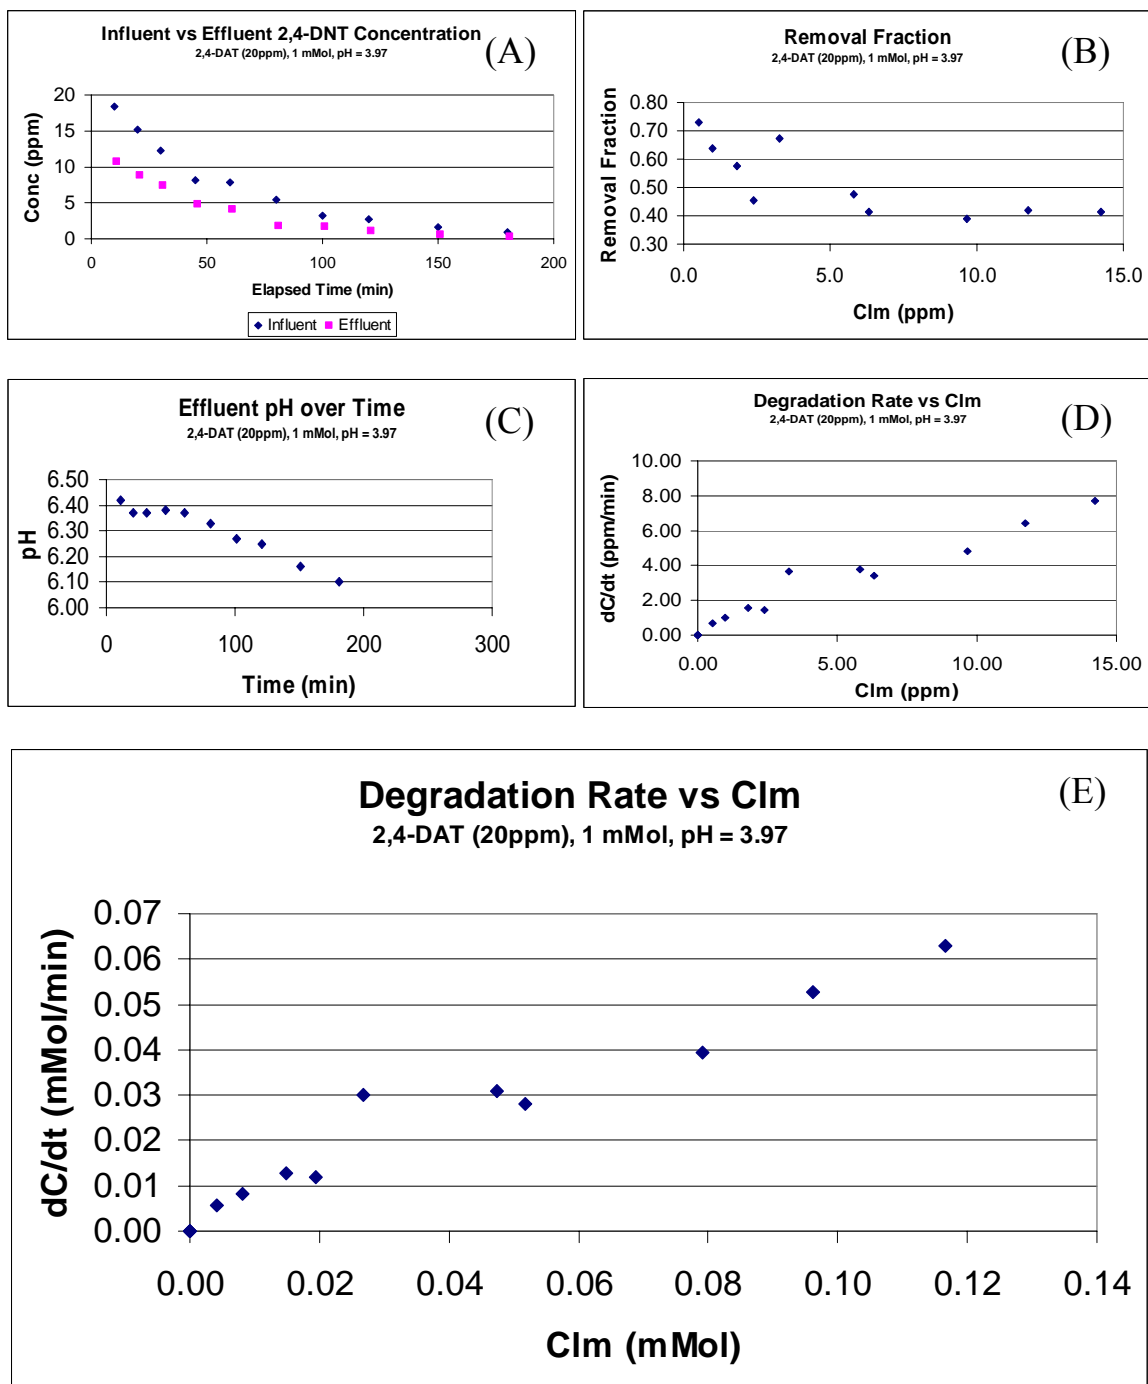 Influent vs Effluent 2,4-DNT Concentration
2,4-DAT (20ppm), 1 mMol, pH = 3.97
(A)
20
15
10
5
0
Conc (ppm)
0 50 100 150 200
Elapsed Time (min)
Influent Effluent
Removal Fraction
2,4-DAT (20ppm), 1 mMol, pH = 3.97
(B)
0.80
0.70
0.60
0.50
0.40
0.30
Removal Fraction
0.0 5.0 10.0 15.0
Clm (ppm)
Effluent pH over Time
2,4-DAT (20ppm), 1 mMol, pH = 3.97
(C)
6.50
6.40
6.30
6.20
6.10
6.00
pH
0 100 200 300
Time (min)
Degradation Rate vs Clm
2,4-DAT (20ppm), 1 mMol, pH = 3.97
(D)
10.00
8.00
6.00
4.00
2.00
0.00
dC/dt (ppm/min)
0.00 5.00 10.00 15.00
Clm (ppm)
Degradation Rate vs Clm
2,4-DAT (20ppm), 1 mMol, pH = 3.97
(E)
0.07
0.06
0.05
0.04
0.03
0.02
0.01
0.00
dC/dt (mMol/min)
0.00 0.02 0.04 0.06 0.08 0.10 0.12 0.14
Clm (mMol)